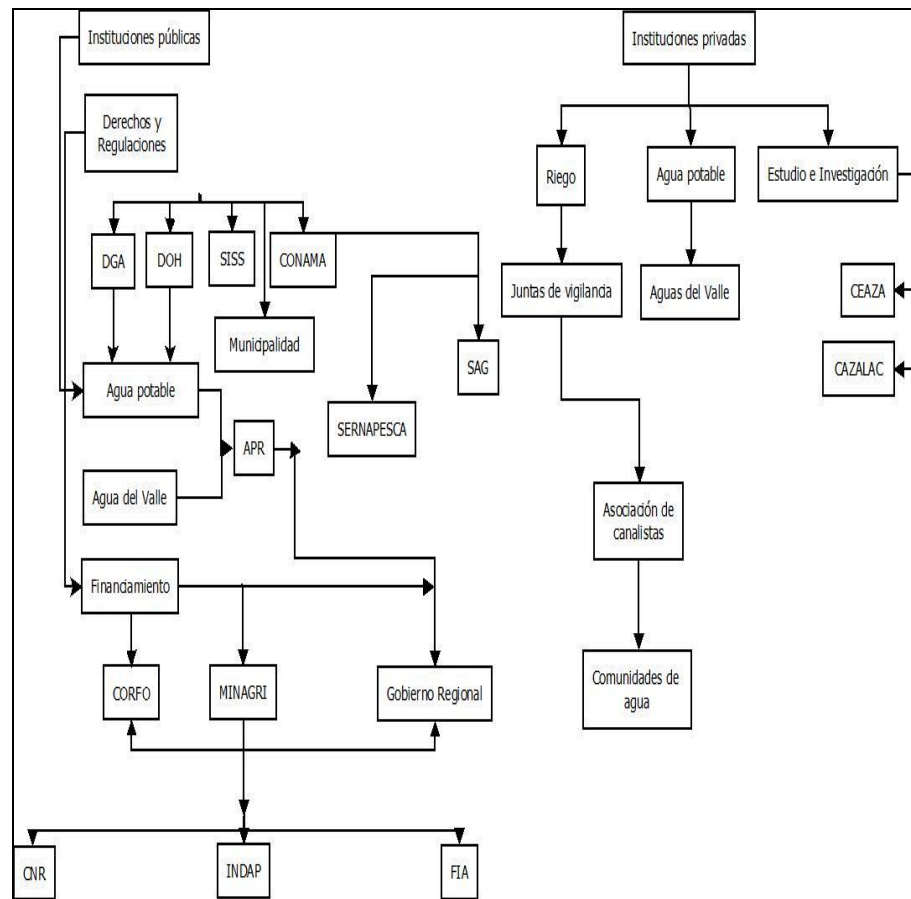 Instituciones públicas
Instituciones privadas
Derechos y
Regulaciones
Riego
Agua potable
Estudio e Investigación
DGA
DOH
SISS
CONAMA
Juntas de vigilancia
Aguas del Valle
CEAZA
Municipalidad
SAG
CAZALAC
Agua potable
SERNAPESCA
APR
Agua del Valle
Asociación de
canalistas
Financiamiento
CORFO
MINAGRI
Gobierno Regional
Comunidades de
agua
CNR
INDAP
FIA